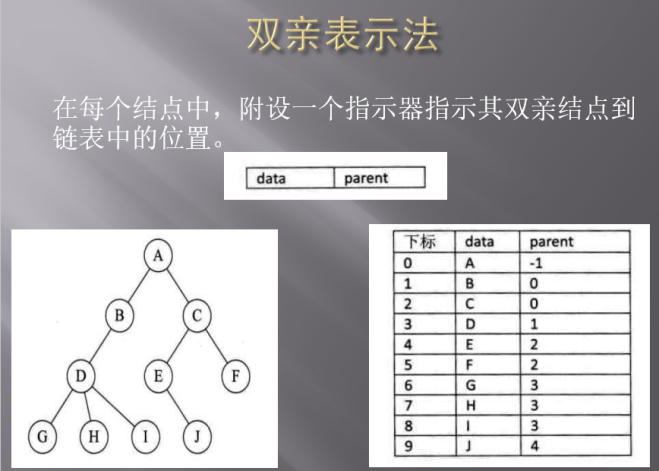 双亲表示法
在每个结点中，附设一个指示器指示其双亲结点到
链表中的位置。
data parent
A
B C
D E F
G H I J
下标 data parent
0 A -1
1 B 0
2 C 0
3 D 1
4 E 2
5 F 2
6 G 3
7 H 3
8 I 3
9 J 4